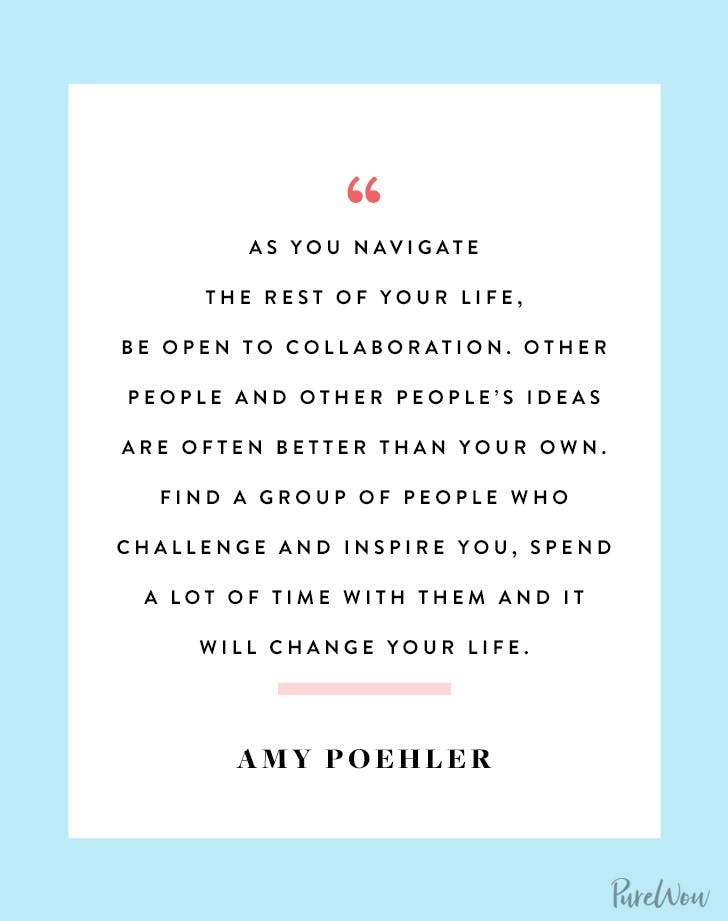 “
AS YOU NAVIGATE
THE REST OF YOUR LIFE,
BE OPEN TO COLLABORATION. OTHER
PEOPLE AND OTHER PEOPLE’S IDEAS
ARE OFTEN BETTER THAN YOUR OWN.
FIND A GROUP OF PEOPLE WHO
CHALLENGE AND INSPIRE YOU, SPEND
A LOT OF TIME WITH THEM AND IT
WILL CHANGE YOUR LIFE.
AMY POEHLER
PureWow